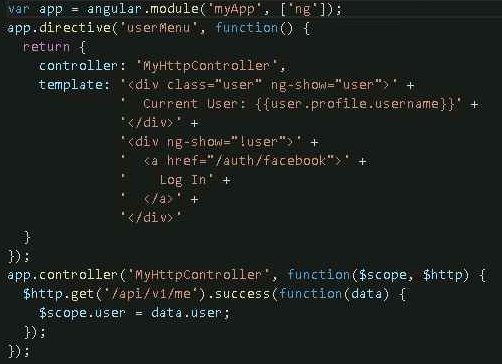 var app = angular.module('myApp', ['ng']);
app.directive('userMenu', function() {
  return {
    controller: 'MyHttpController',
    template: '<div class="user" ng-show="user">' +
              '  Current User: {{user.profile.username}}' +
              '</div>' +
              '<div ng-show="!user">' +
              '  <a href="/auth/facebook">' +
              '    Log In' +
              '  </a>' +
              '</div>'
  }
});
app.controller('MyHttpController', function($scope, $http) {
  $http.get('/api/v1/me').success(function(data) {
    $scope.user = data.user;
  });
});